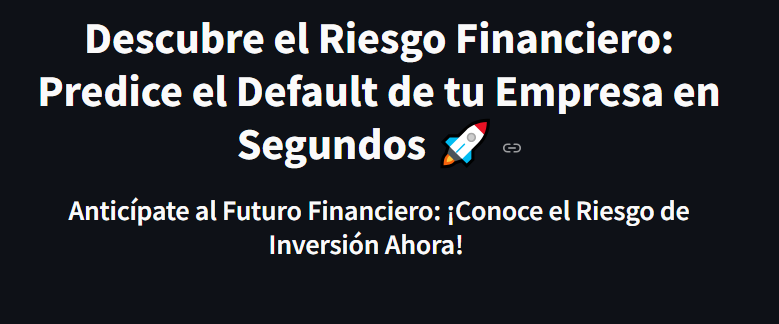 Descubre el Riesgo Financiero:
Predice el Default de tu Empresa en
Segundos 🚀
Anticípate al Futuro Financiero: ¡Conoce el Riesgo de
Inversión Ahora!